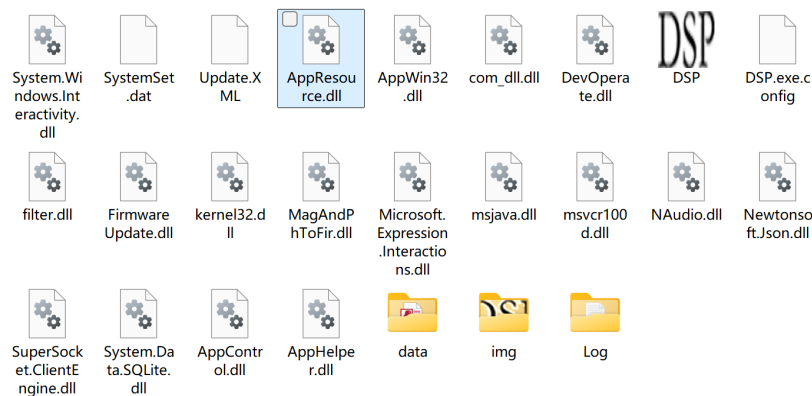 System.Wi
ndows.Int
eractivity.
dll
SystemSet
.dat
Update.X
ML
AppResou
rce.dll
AppWin32
.dll
com_dll.dll
DevOpera
te.dll
DSP
DSP
DSP.exe.c
onfig
filter.dll
Firmware
Update.dll
kernel32.d
ll
MagAndP
hToFir.dll
Microsoft.
Expression
.Interactio
ns.dll
msjava.dll
msvcr100
d.dll
NAudio.dll
Newtonso
ft.Json.dll
SuperSock
et.ClientE
ngine.dll
System.Da
ta.SQLite.
dll
AppContr
ol.dll
AppHelpe
r.dll
data
img
Log